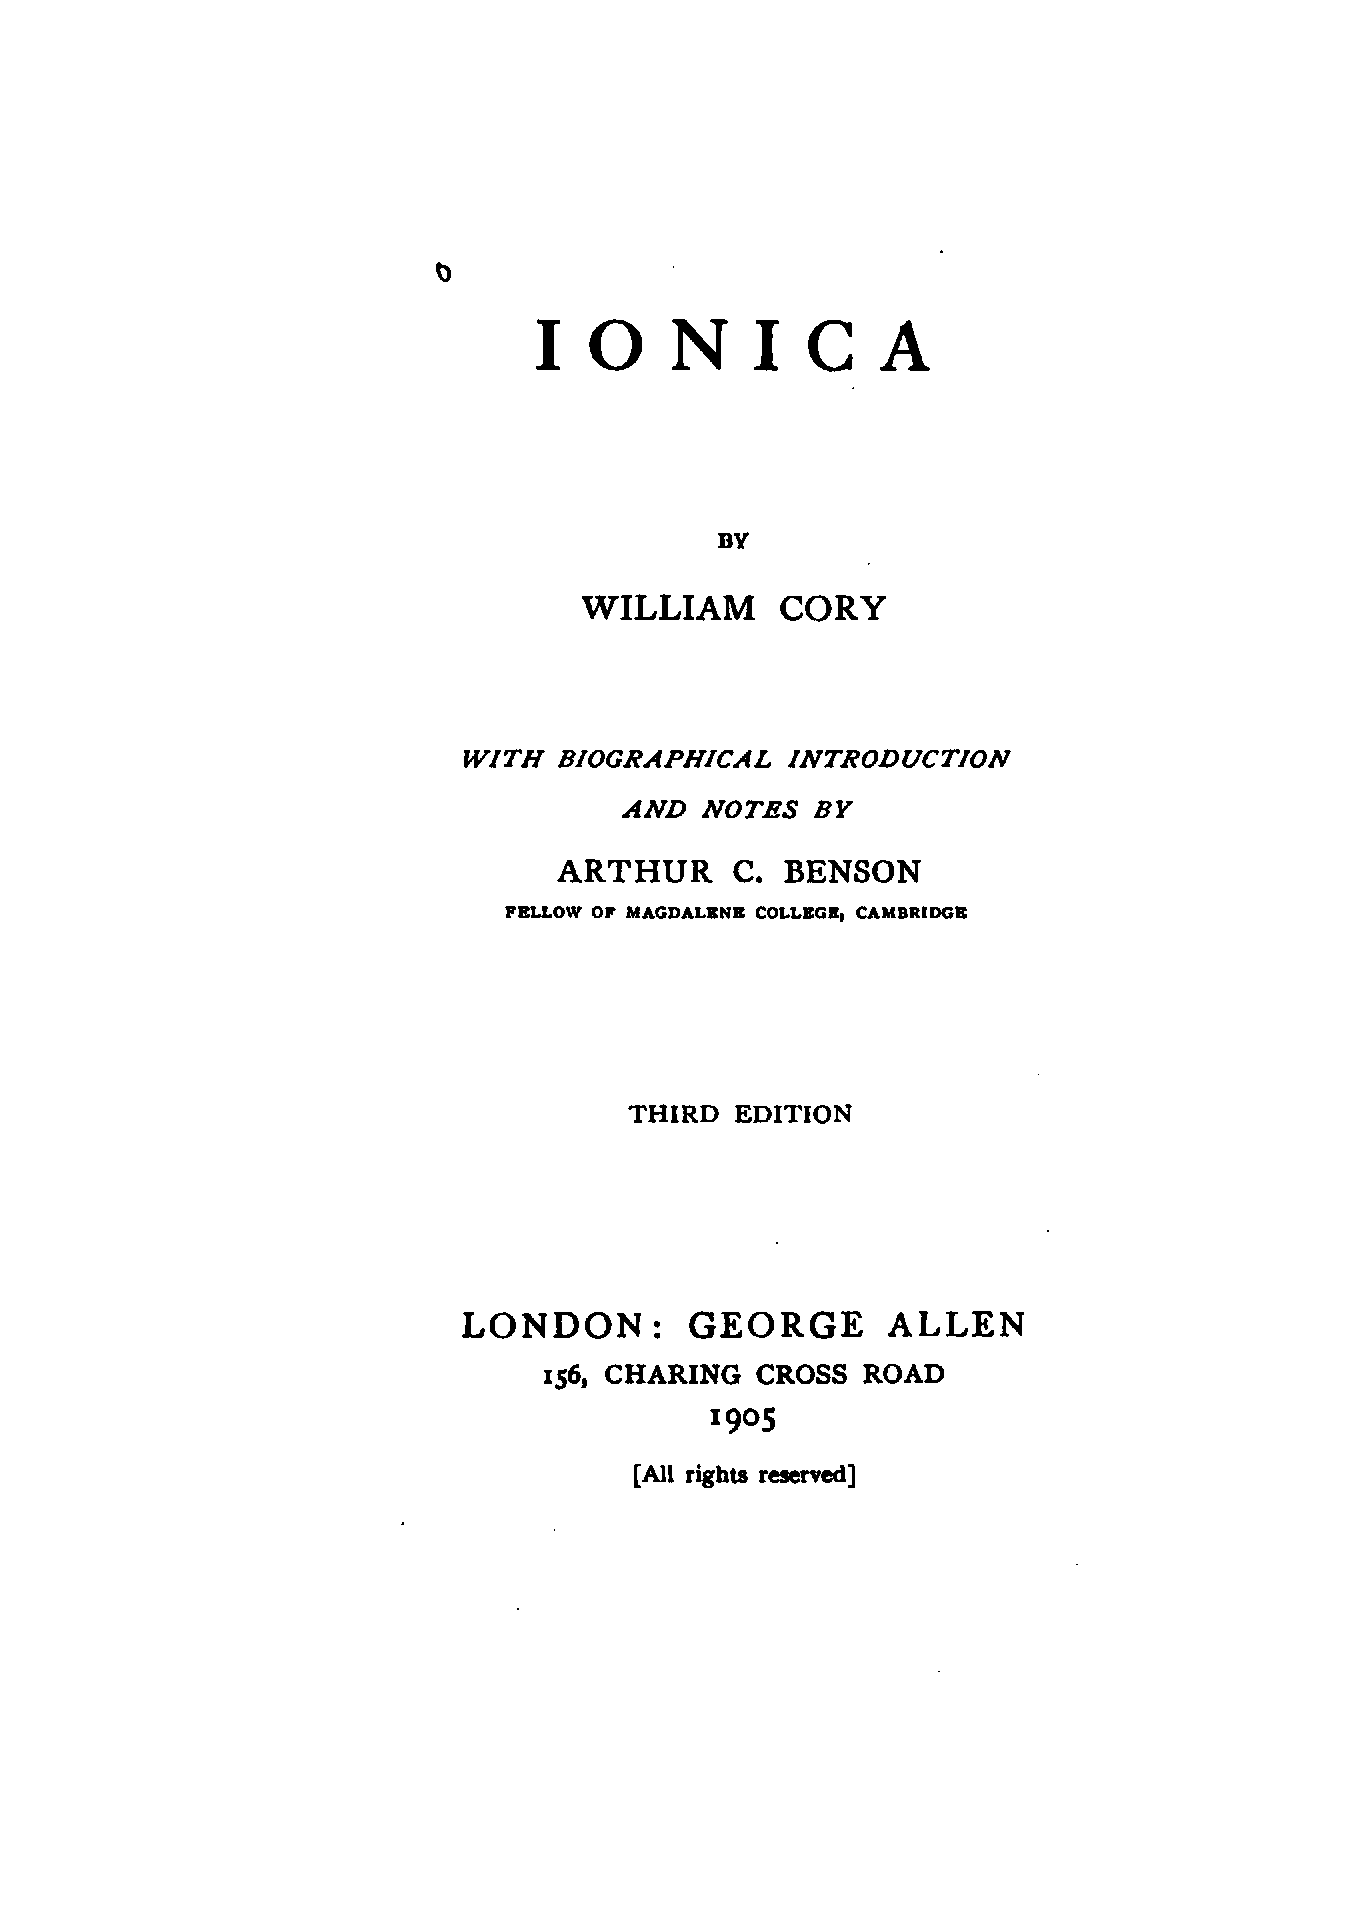 IONICA
BY
WILLIAM CORY
WITH BIOGRAPHICAL INTRODUCTION
AND NOTES BY
ARTHUR C. BENSON
FELLOW OF MAGDALENE COLLEGE, CAMBRIDGE
THIRD EDITION
LONDON: GEORGE ALLEN
156, CHARING CROSS ROAD
1905
[All rights reserved]